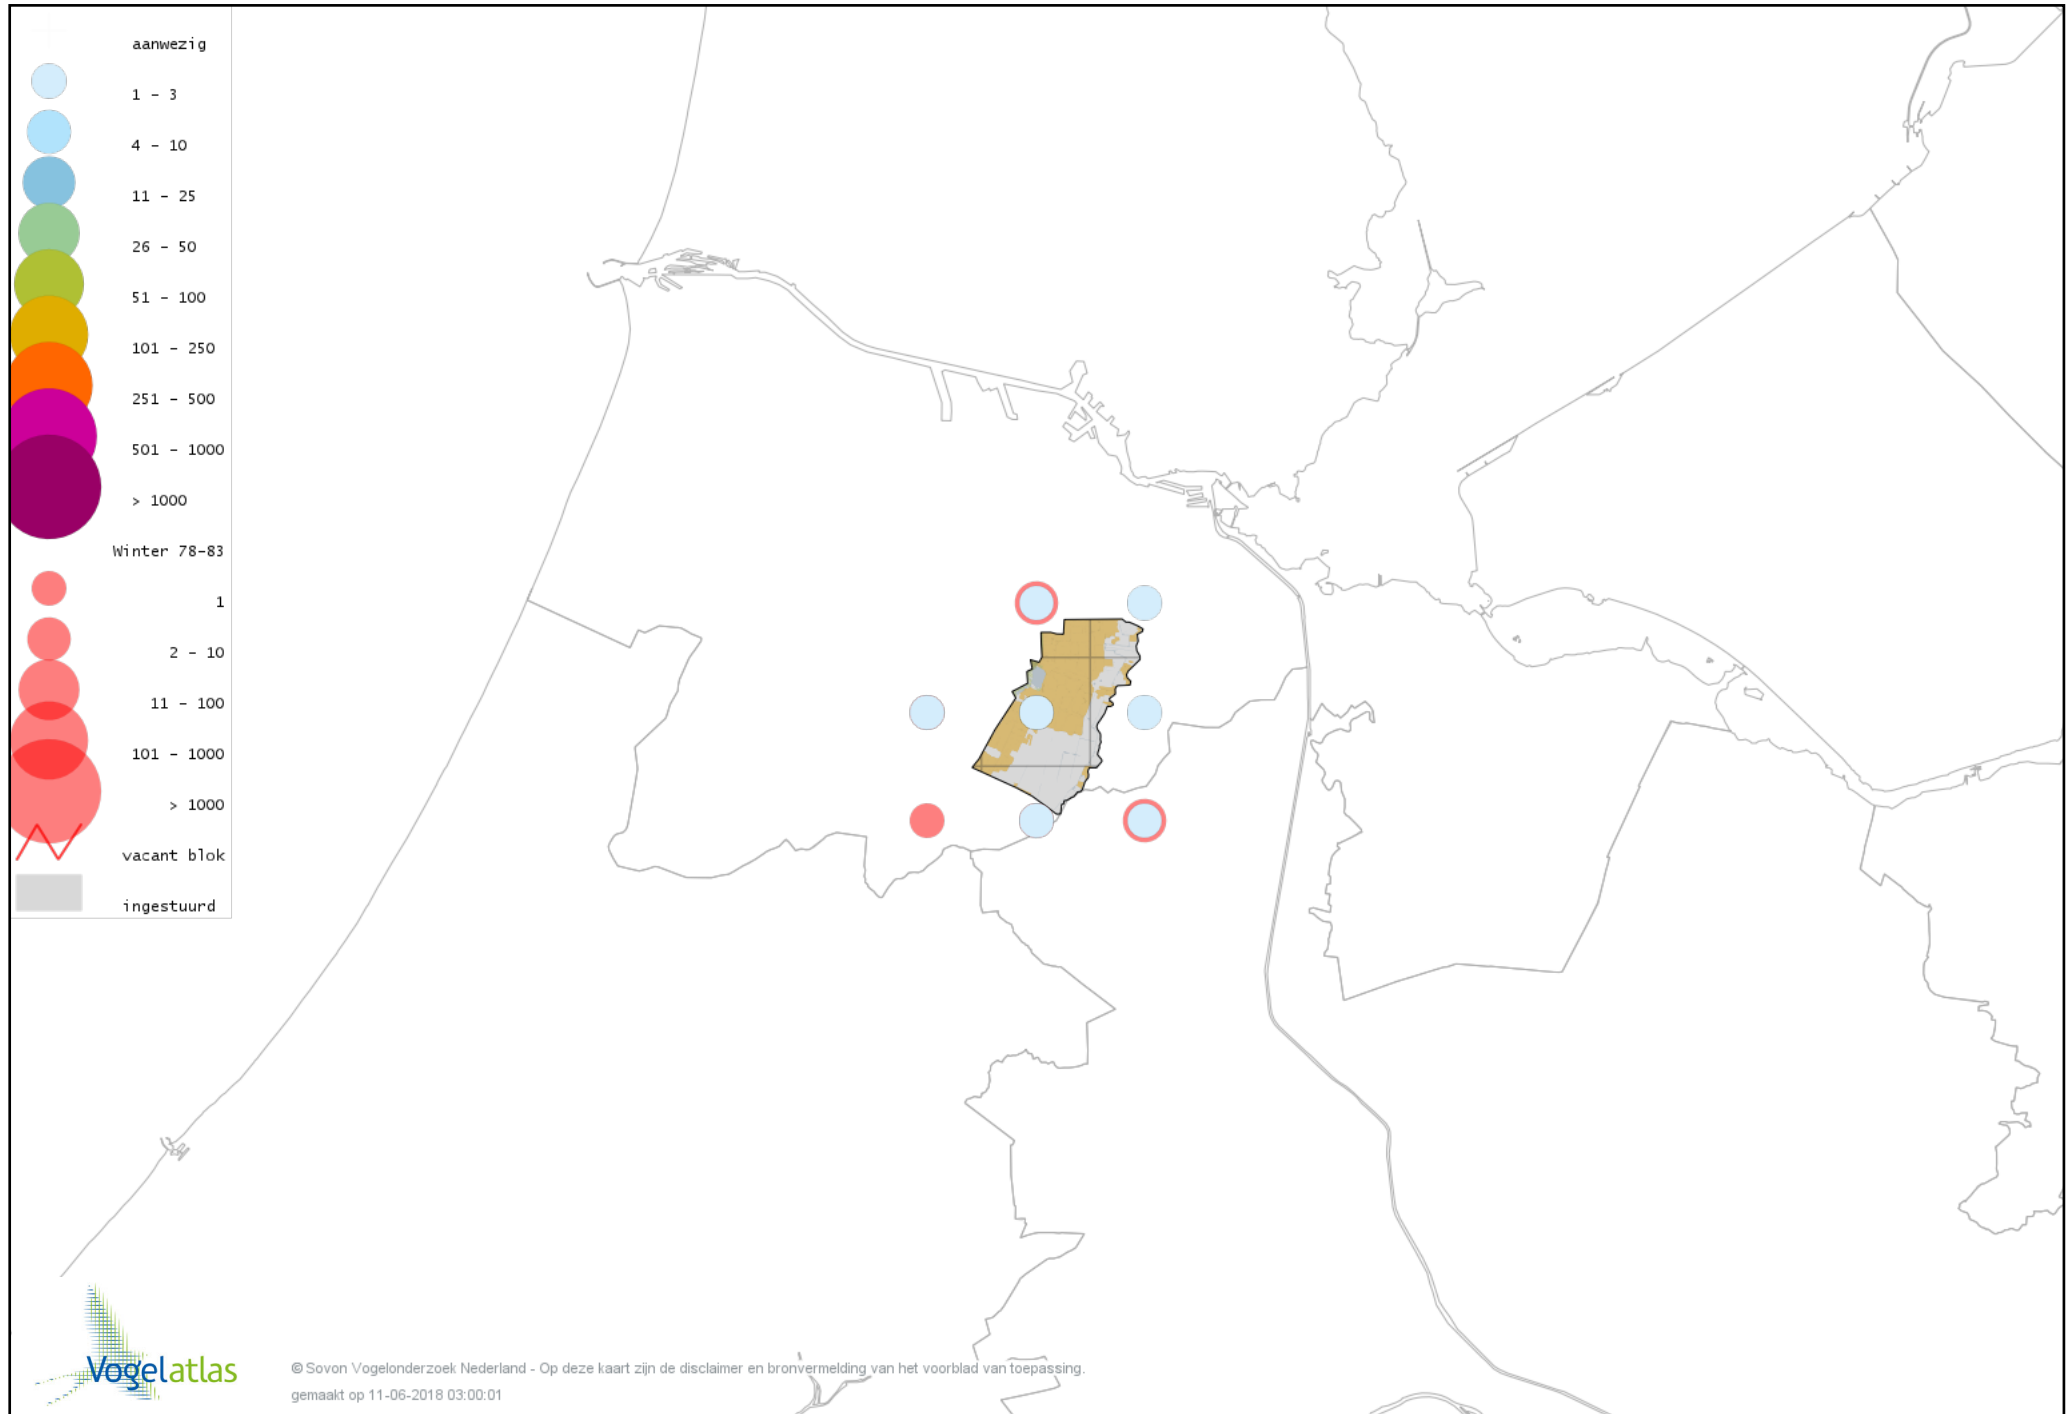 aanwezig
1 - 3
4 - 10
11 - 25
26 - 50
51 - 100
101 - 250
251 - 500
501 - 1000
> 1000
Winter 78-83
1
2 - 10
11 - 100
101 - 1000
> 1000
vacant blok
ingestuurd
Vogelatlas
© Sovon Vogelonderzoek Nederland - Op deze kaart zijn de disclaimer en bronvermelding van het voorblad van toepassing.
gemaakt op 11-06-2018 03:00:01